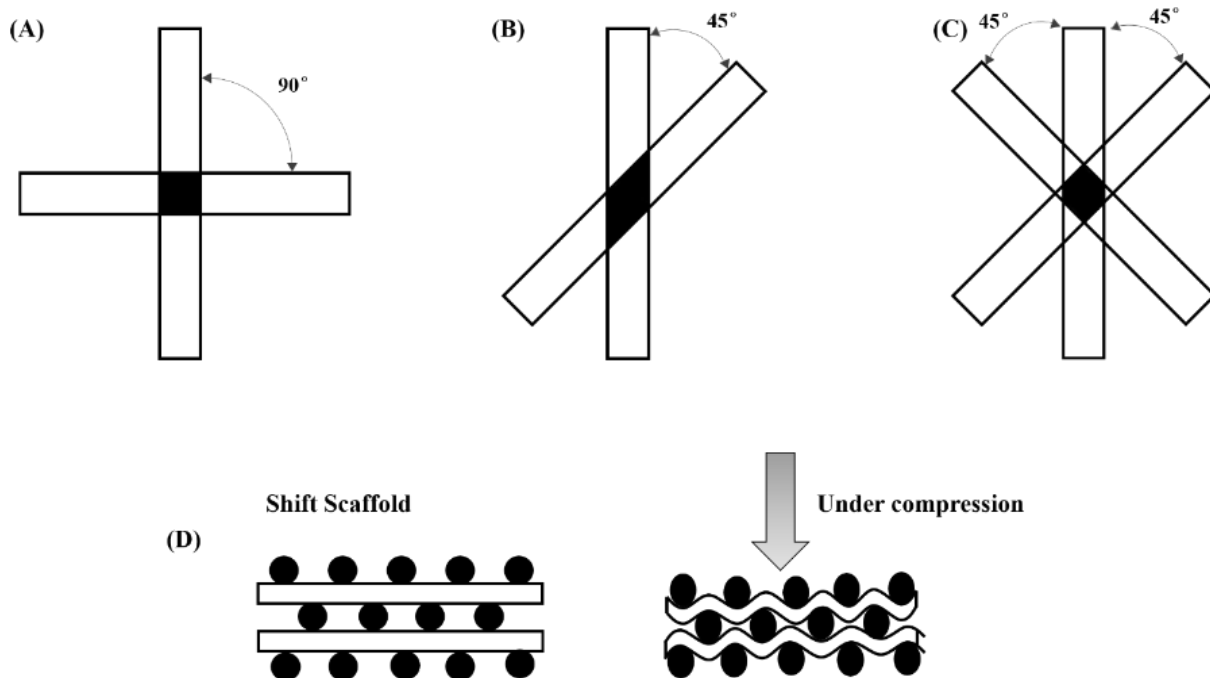 (A)
90°
(B)
45°
(C)
45°
45°
Shift Scaffold
Under compression
(D)